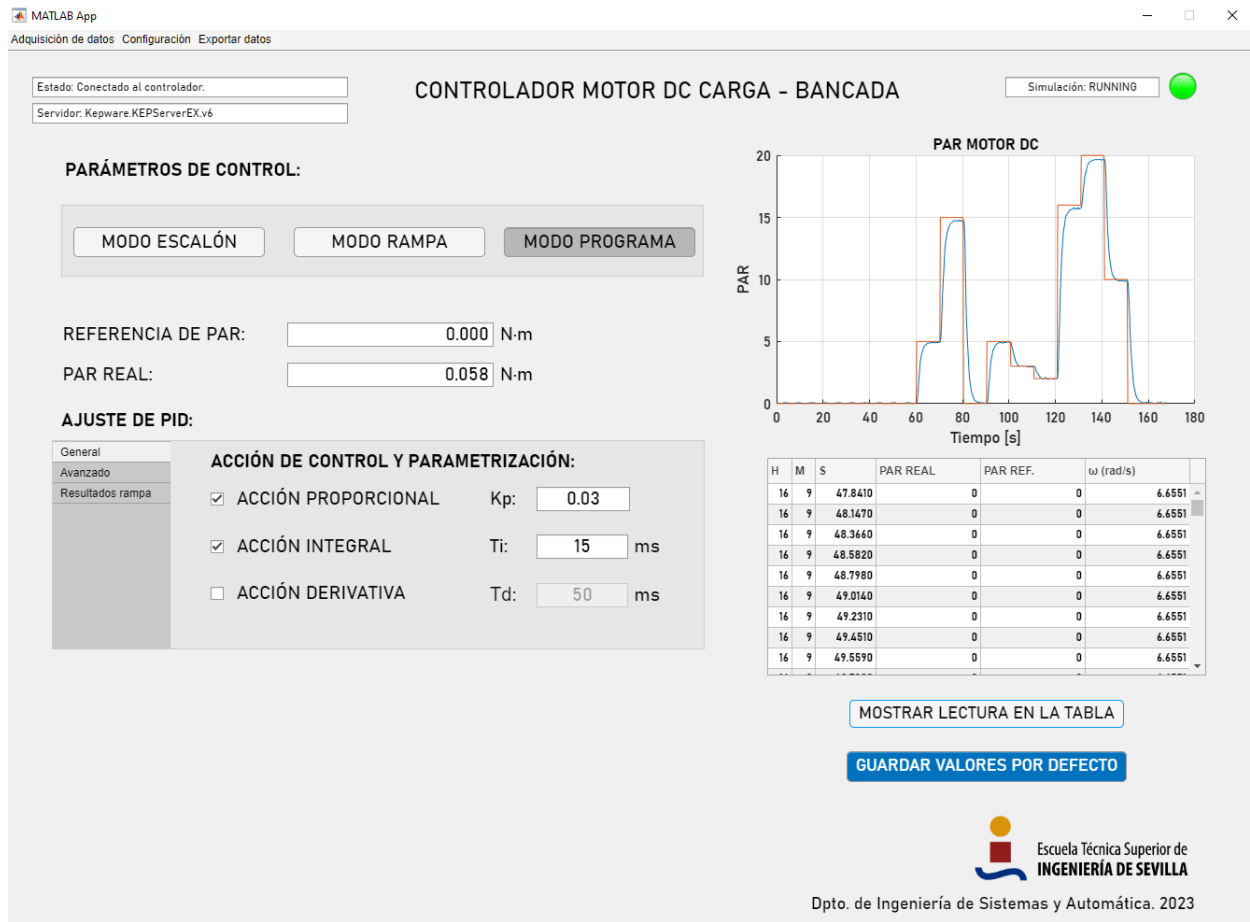 MATLAB App
Adquisición de datos Configuración Exportar datos
Estado: Conectado al controlador.
Servidor: Kepware.KEPServerEX.v6
CONTROLADOR MOTOR DC CARGA - BANCADA
Simulación: RUNNING
PARÁMETROS DE CONTROL:
MODO ESCALÓN MODO RAMPA MODO PROGRAMA
REFERENCIA DE PAR: 0.000 N·m
PAR REAL: 0.058 N·m
AJUSTE DE PID:
General
Avanzado
Resultados rampa
ACCIÓN DE CONTROL Y PARAMETRIZACIÓN:
ACCIÓN PROPORCIONAL Kp: 0.03
ACCIÓN INTEGRAL Ti: 15 ms
ACCIÓN DERIVATIVA Td: 50 ms
PAR MOTOR DC
PAR
20
15
10
5
0
0 20 40 60 80 100 120 140 160 180
Tiempo [s]
H M S PAR REAL PAR REF. ω (rad/s)
16 9 47.8410 0 0 6.6551
16 9 48.1470 0 0 6.6551
16 9 48.3660 0 0 6.6551
16 9 48.5820 0 0 6.6551
16 9 48.7980 0 0 6.6551
16 9 49.0140 0 0 6.6551
16 9 49.2310 0 0 6.6551
16 9 49.4510 0 0 6.6551
16 9 49.5590 0 0 6.6551
MOSTRAR LECTURA EN LA TABLA
GUARDAR VALORES POR DEFECTO
Escuela Técnica Superior de
INGENIERÍA DE SEVILLA
Dpto. de Ingeniería de Sistemas y Automática. 2023